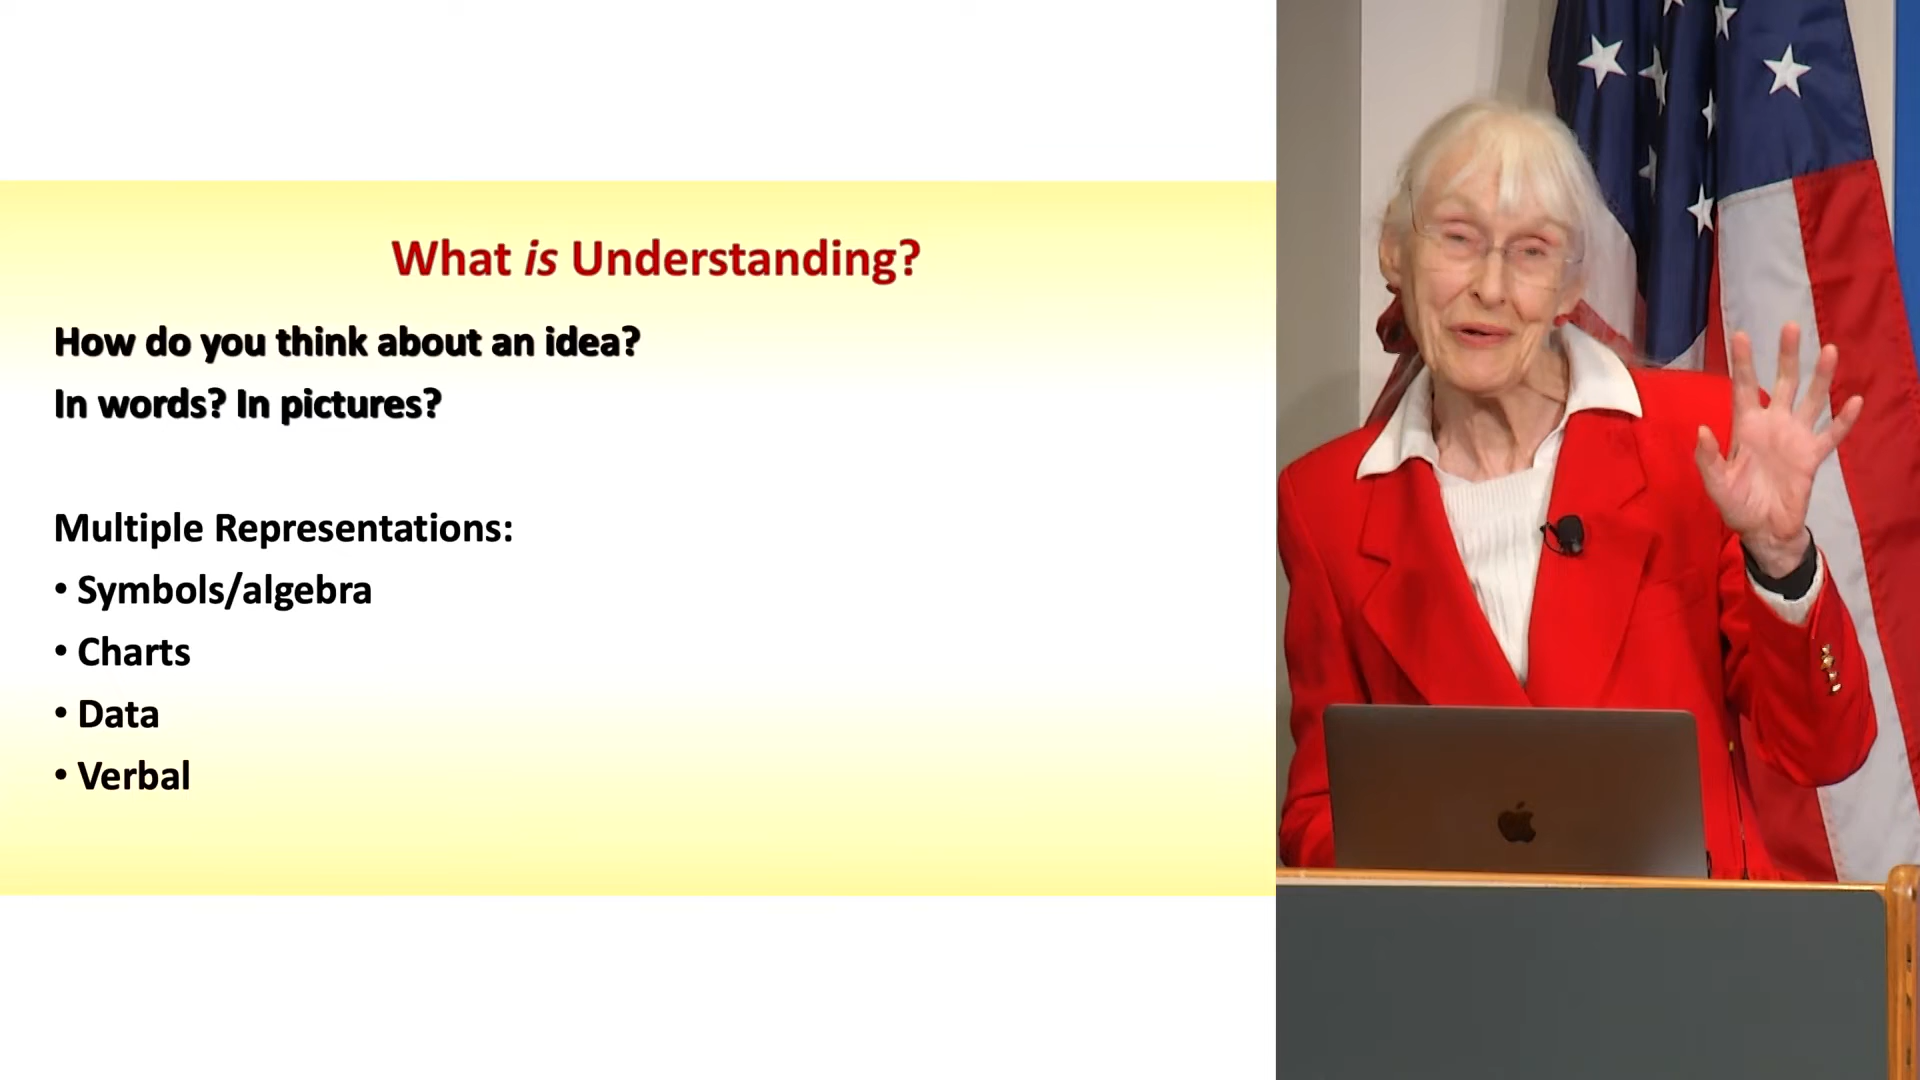 What is Understanding?
How do you think about an idea?
In words? In pictures?
Multiple Representations:
• Symbols/algebra
• Charts
• Data
• Verbal